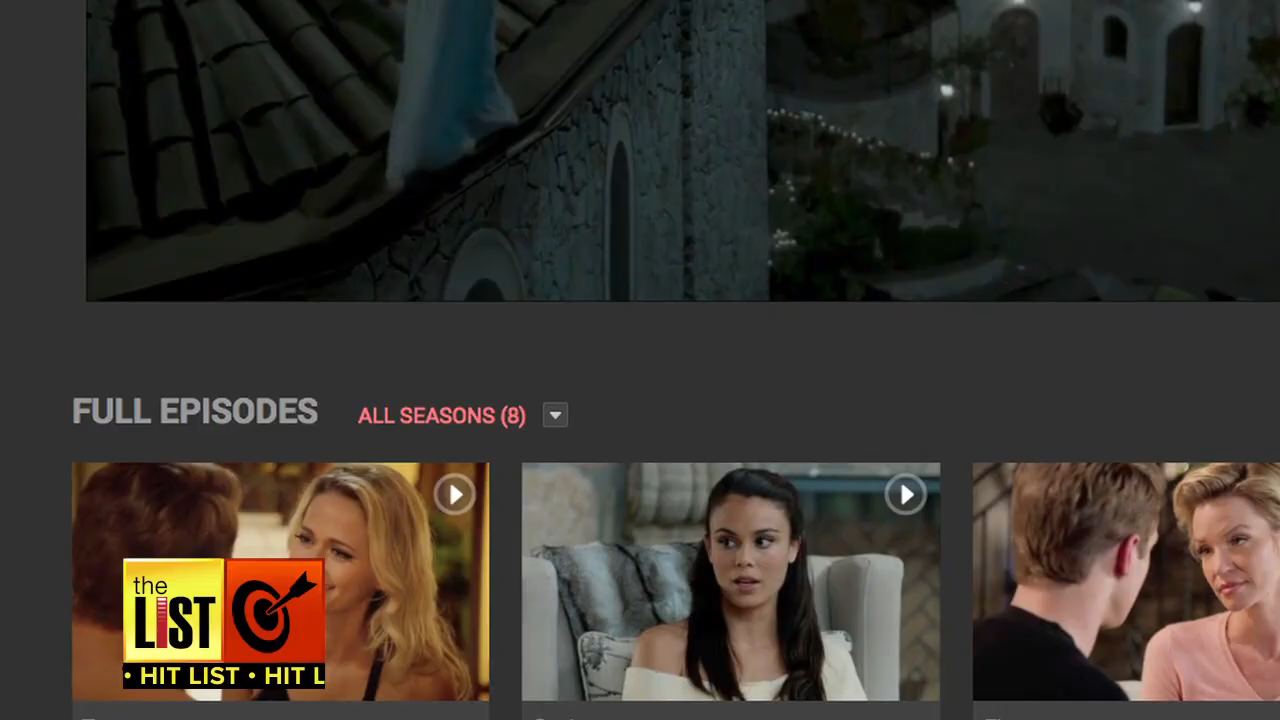 FULL EPISODES
ALL SEASONS (8)
the
LIST
• HIT LIST • HIT L